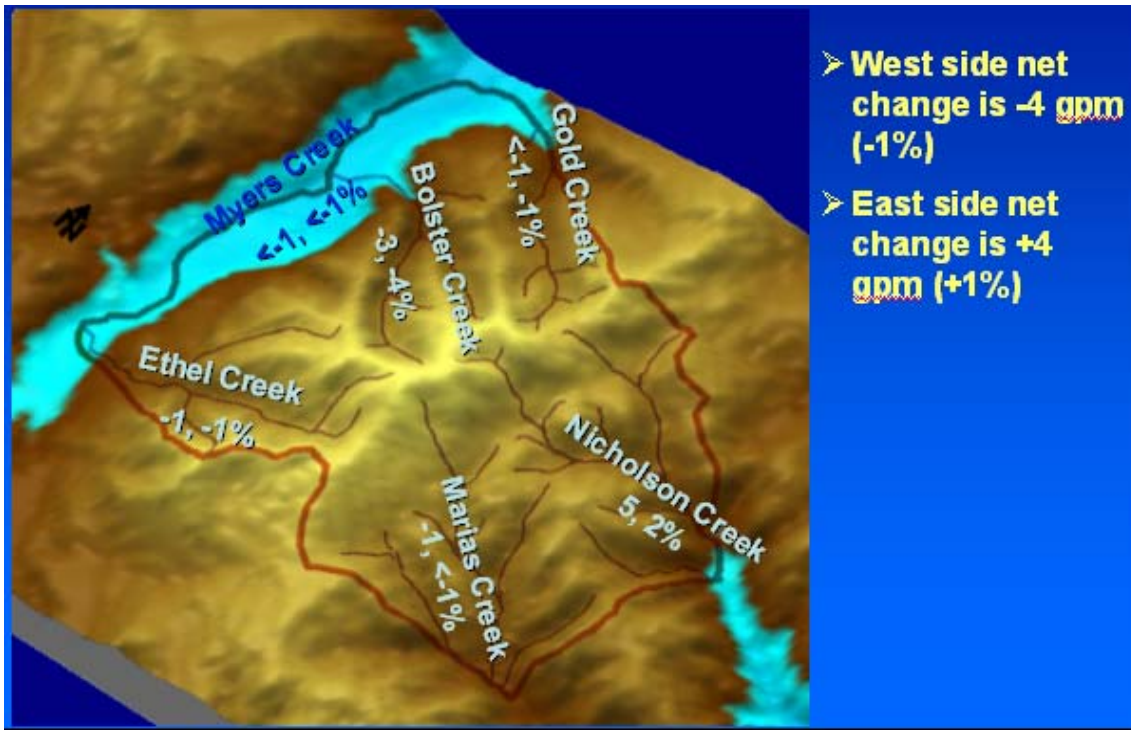 Myers Creek
<-1, <-1%
Bolster Creek
-3, -4%
Gold Creek
<-1, -1%
Ethel Creek
-1, -1%
Nicholson Creek
5, 2%
Marias Creek
-1, <-1%
N
➢ West side net
change is -4 gpm
(-1%)
➢ East side net
change is +4
gpm (+1%)